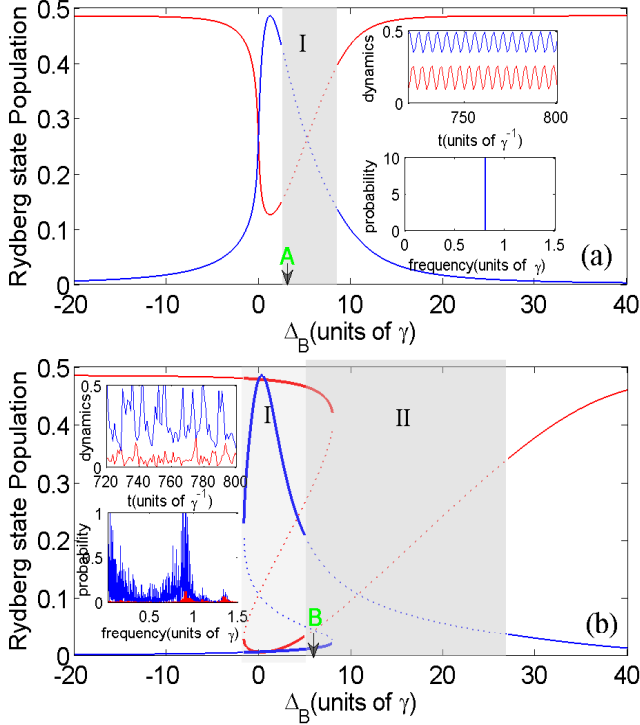 Rydberg state Population
0.5
0.4
0.3
0.2
0.1
0
-20
-10
0
10
20
30
40
Δ_B(units of γ)
I
A
(a)
dynamics
0.5
0
750
800
t(units of γ^-1)
probability
10
5
0
0
0.5
1
1.5
frequency(units of γ)
Rydberg state Population
0.5
0.4
0.3
0.2
0.1
0
-20
-10
0
10
20
30
40
Δ_B(units of γ)
I
II
B
(b)
dynamics
0.5
0
720
740
760
780
800
t(units of γ^-1)
probability
1
.5
0
0.5
1
1.5
frequency(units of γ)